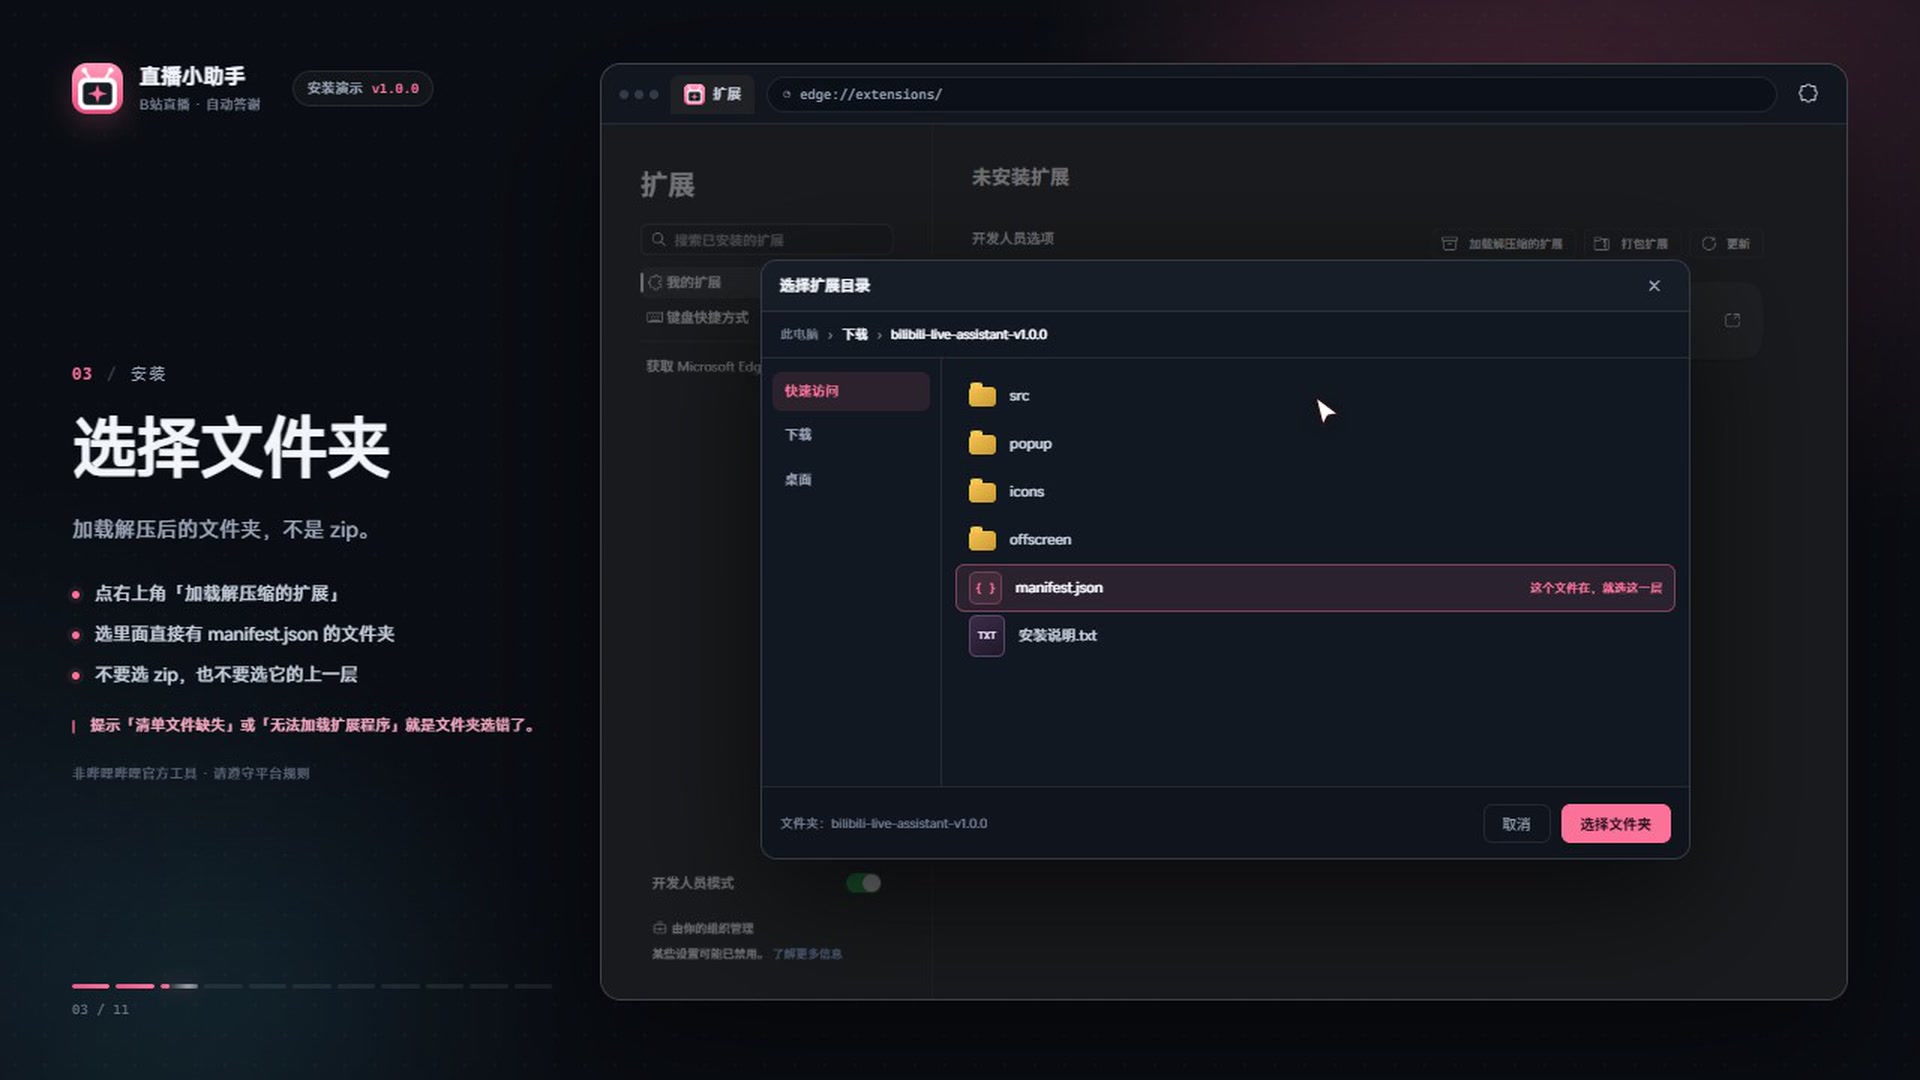 直播小助手
B站直播 · 自动答谢
安装演示 v1.0.0
03 / 安装
选择文件夹
加载解压后的文件夹，不是 zip。
点右上角「加载解压缩的扩展」
选里面直接有 manifest.json 的文件夹
不要选 zip，也不要选它的上一层
提示「清单文件缺失」或「无法加载扩展程序」就是文件夹选错了。
非哔哩哔哩官方工具 · 请遵守平台规则
03 / 11
扩展
edge://extensions/
扩展
搜索已安装的扩展
我的扩展
键盘快捷方式
获取 Microsoft Edg
未安装扩展
开发人员选项
加载解压缩的扩展
打包扩展
更新
选择扩展目录
此电脑 › 下载 › bilibili-live-assistant-v1.0.0
快速访问
下载
桌面
src
popup
icons
offscreen
{ } manifest.json 这个文件在，就选这一层
TXT 安装说明.txt
文件夹：bilibili-live-assistant-v1.0.0
取消
选择文件夹
开发人员模式
由你的组织管理
某些设置可能已禁用。 了解更多信息